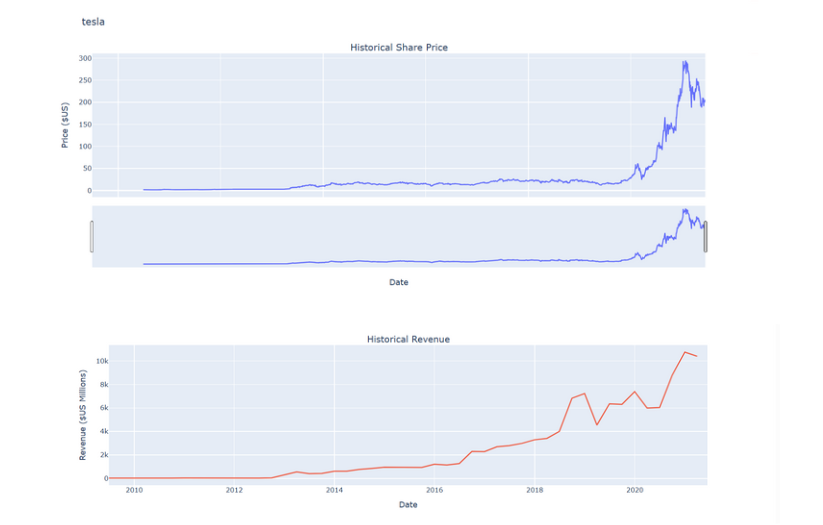 tesla
Historical Share Price
300
250
200
150
100
50
0
Price ($US)
Date
Historical Revenue
10k
8k
6k
4k
2k
0
Revenue ($US Millions)
2010 2012 2014 2016 2018 2020
Date